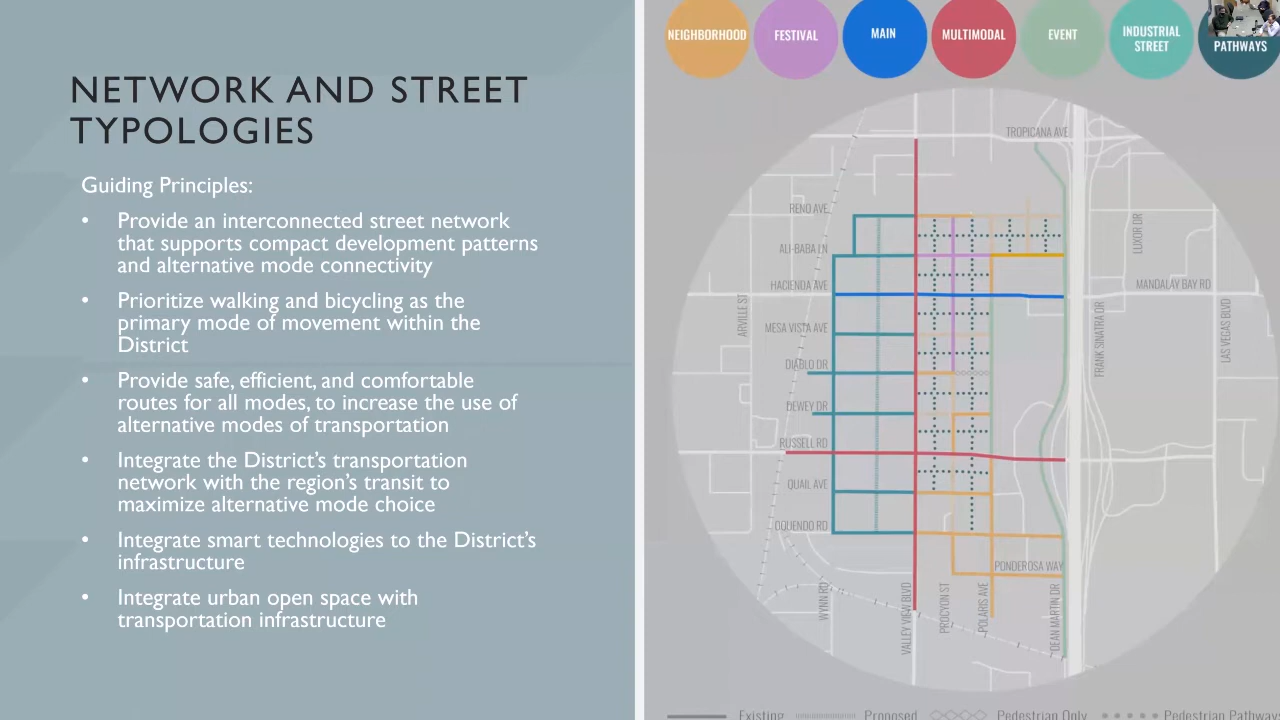 NETWORK AND STREET
TYPOLOGIES
Guiding Principles:
• Provide an interconnected street network
that supports compact development patterns
and alternative mode connectivity
• Prioritize walking and bicycling as the
primary mode of movement within the
District
• Provide safe, efficient, and comfortable
routes for all modes, to increase the use of
alternative modes of transportation
• Integrate the District's transportation
network with the region's transit to
maximize alternative mode choice
• Integrate smart technologies to the District's
infrastructure
• Integrate urban open space with
transportation infrastructure
NEIGHBORHOOD
FESTIVAL
MAIN
MULTIMODAL
EVENT
INDUSTRIAL
STREET
PATHWAYS
TROPICANA AVE
RENO AVE
ALI-BABA LN
HACIENDA AVE
MESA VISTA AVE
DIABLO DR
DEWEY DR
RUSSELL RD
QUAIL AVE
OQUENDO RD
PONDEROSA WAY
MANDALAY BAY RD
ARVILLE ST
WYNN RD
VALLEY VIEW BLVD
PROCYON ST
POLARIS AVE
DEAN MARTIN DR
FRANK SINATRA DR
LUXOR DR
LAS VEGAS BLVD
Existing
Proposed
Pedestrian Only
Pedestrian Pathways